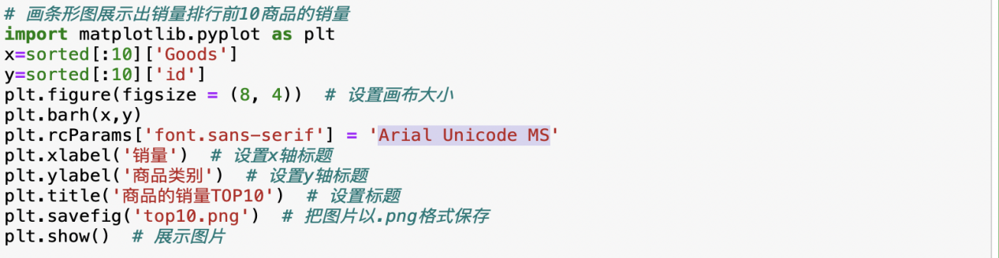 # 画条形图展示出销量排行前10商品的销量
import matplotlib.pyplot as plt
x=sorted[:10]['Goods']
y=sorted[:10]['id']
plt.figure(figsize = (8, 4))  # 设置画布大小
plt.barh(x,y)
plt.rcParams['font.sans-serif'] = 'Arial Unicode MS'
plt.xlabel('销量')  # 设置x轴标题
plt.ylabel('商品类别')  # 设置y轴标题
plt.title('商品的销量TOP10')  # 设置标题
plt.savefig('top10.png')  # 把图片以.png格式保存
plt.show()  # 展示图片